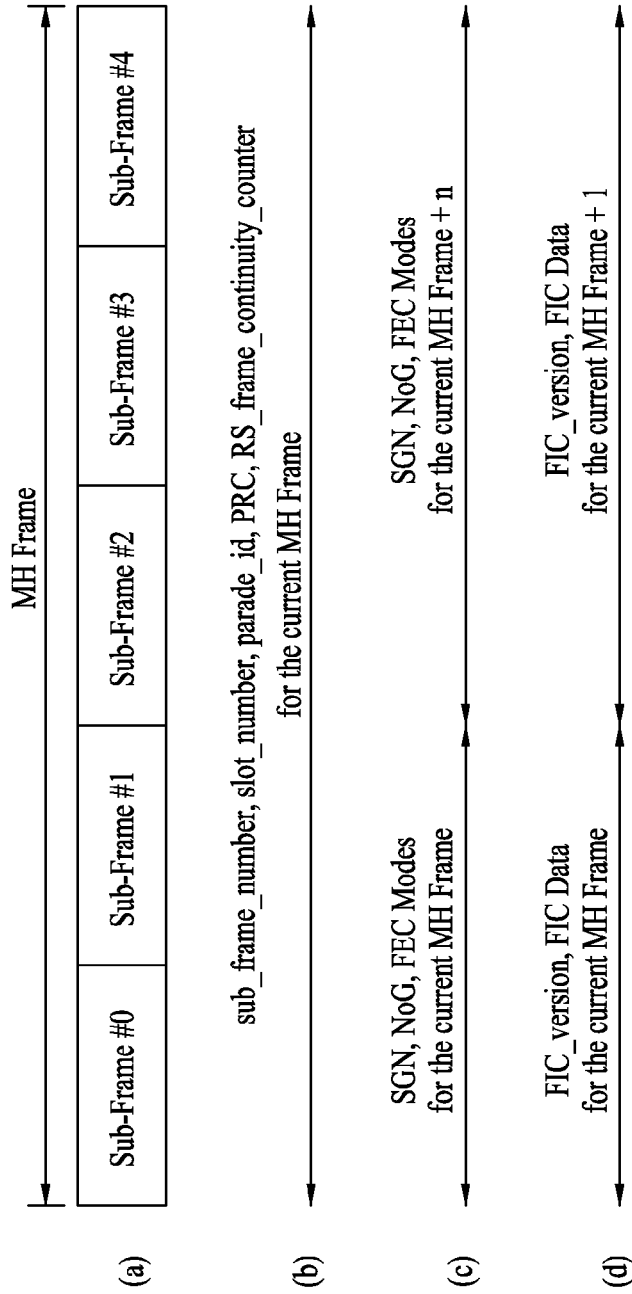 MH Frame
(a)
Sub-Frame #0
Sub-Frame #1
Sub-Frame #2
Sub-Frame #3
Sub-Frame #4
(b)
sub_frame_number, slot_number, parade_id, PRC, RS_frame_continuity_counter
for the current MH Frame
(c)
SGN, NoG, FEC Modes
for the current MH Frame
SGN, NoG, FEC Modes
for the current MH Frame + n
(d)
FIC_version, FIC Data
for the current MH Frame
FIC_version, FIC Data
for the current MH Frame + 1